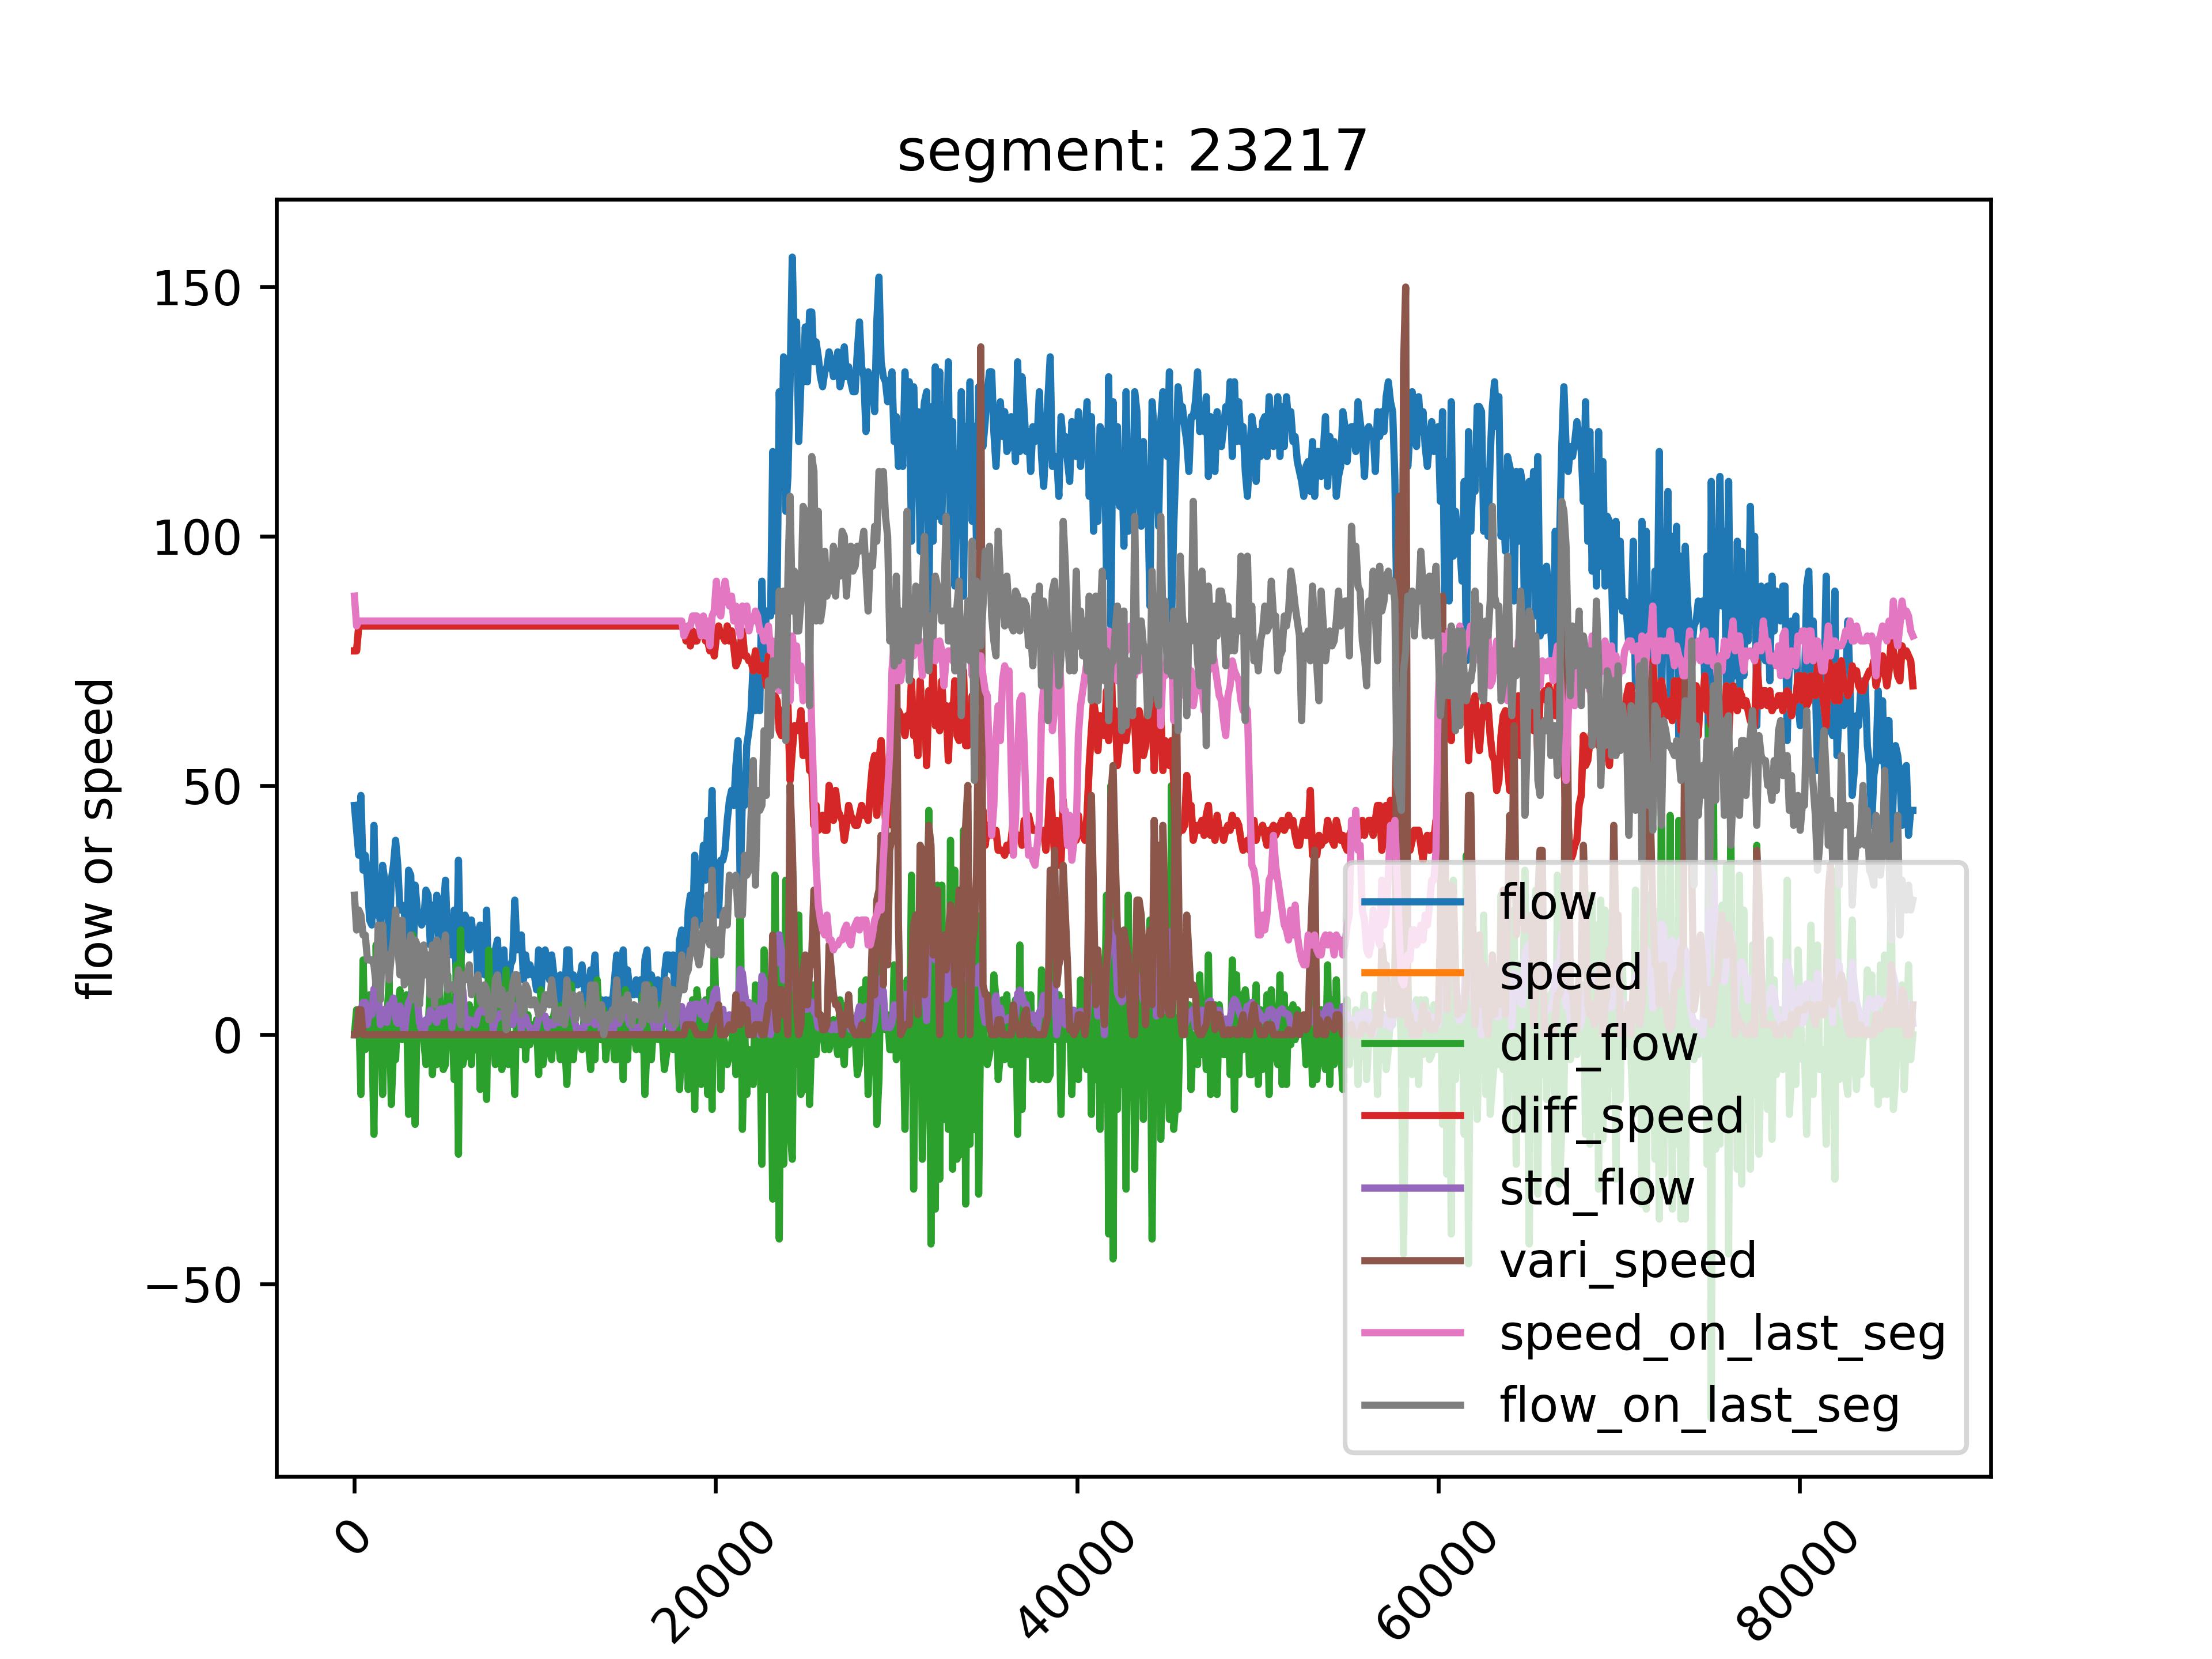 segment: 23217
flow or speed
150
100
50
0
−50
0
20000
40000
60000
80000
flow
speed
diff_flow
diff_speed
std_flow
vari_speed
speed_on_last_seg
flow_on_last_seg